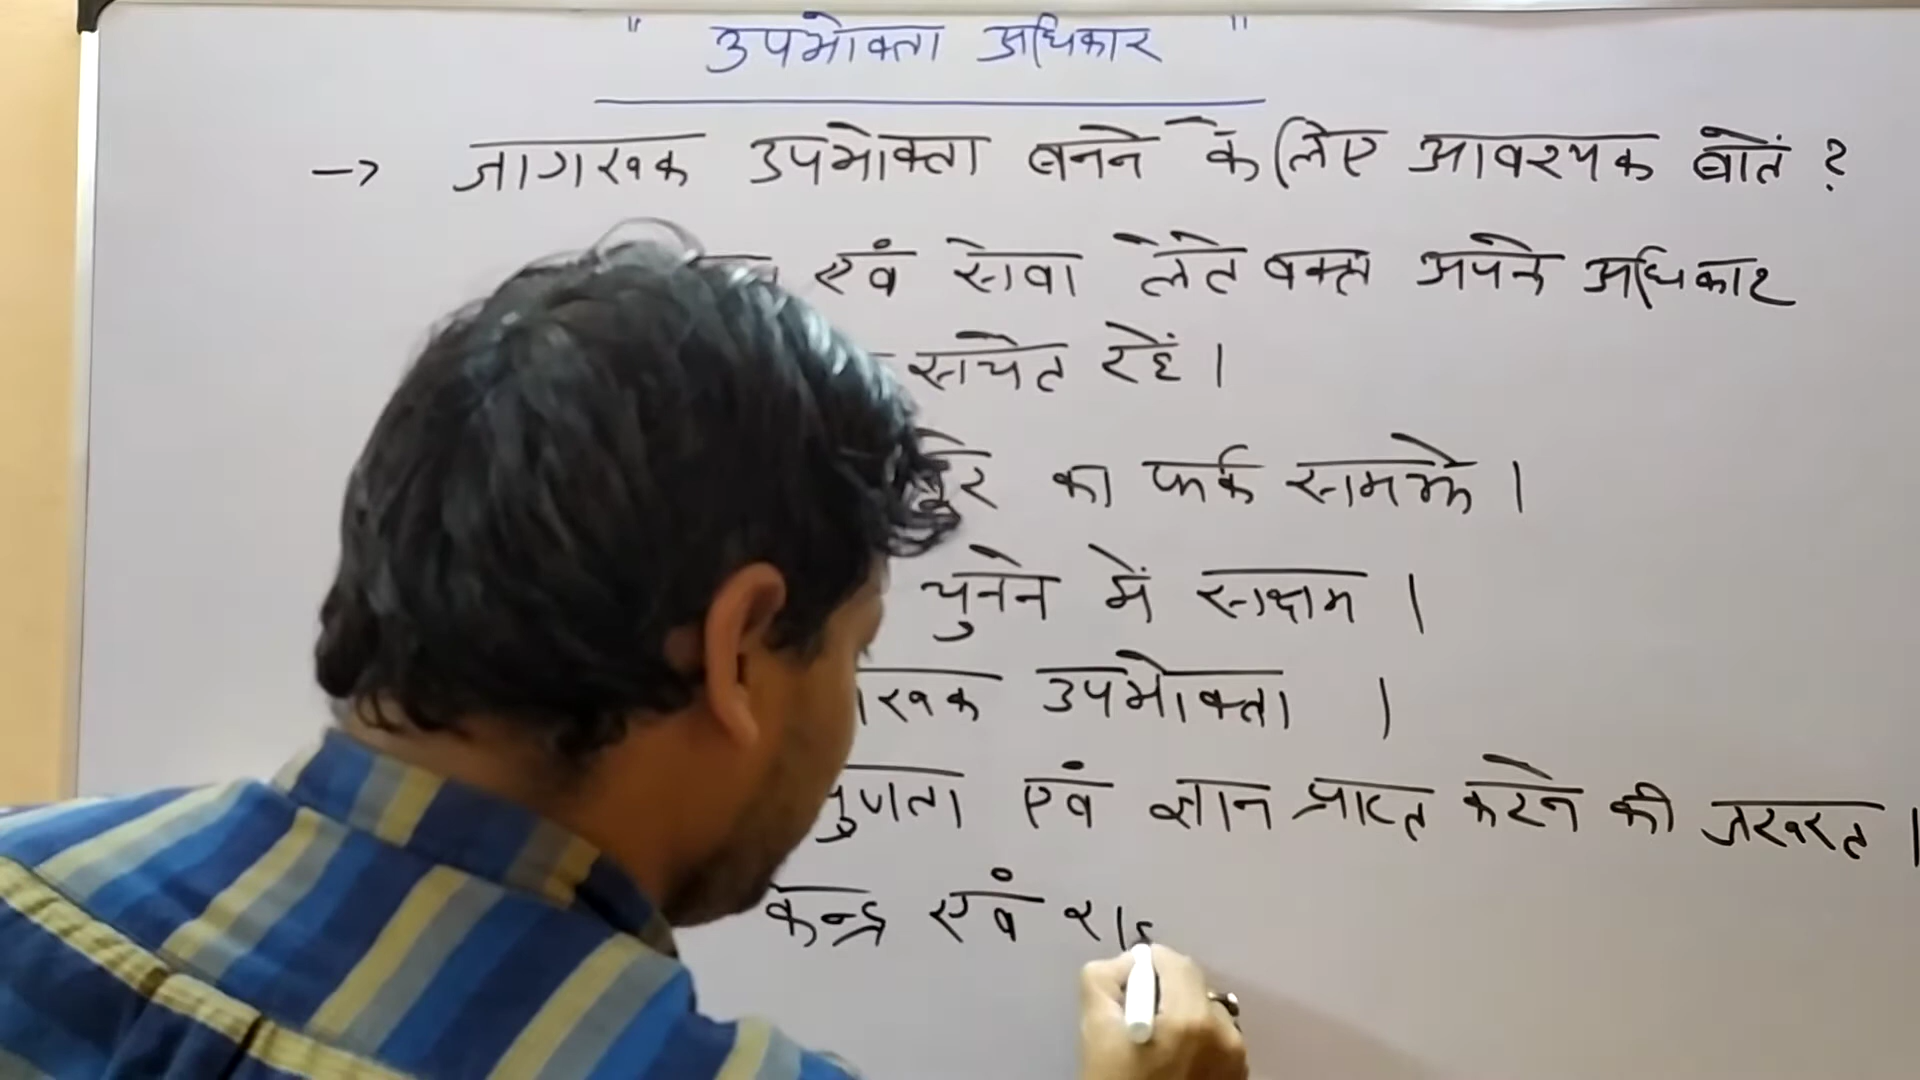 " उपभोक्ता अधिकार "
→ जागरूक उपभोक्ता बनने के लिए आवश्यक बातें ?
एवं सेवा लेते वक्त अपने अधिकार
सचेत रहें ।
का फर्क समझे ।
चुनने में सक्षम ।
उपभोक्ता ।
एवं ज्ञान प्राप्त करने की जरूरत ।
केन्द्र एवं